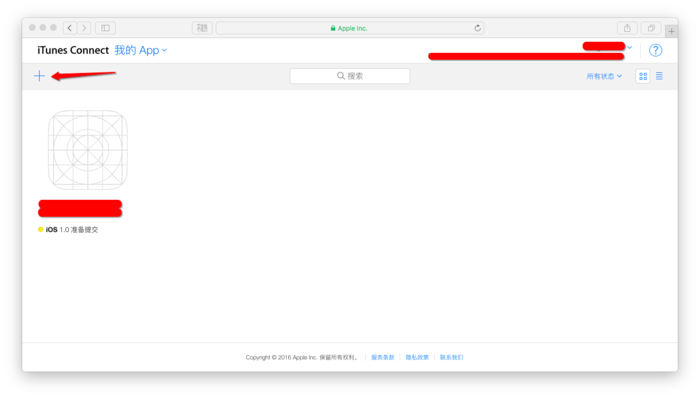 Apple Inc.
iTunes Connect 我的 App
?
搜索
所有状态
iOS 1.0 准备提交
Copyright © 2016 Apple Inc. 保留所有权利。 服务条款 隐私政策 联系我们